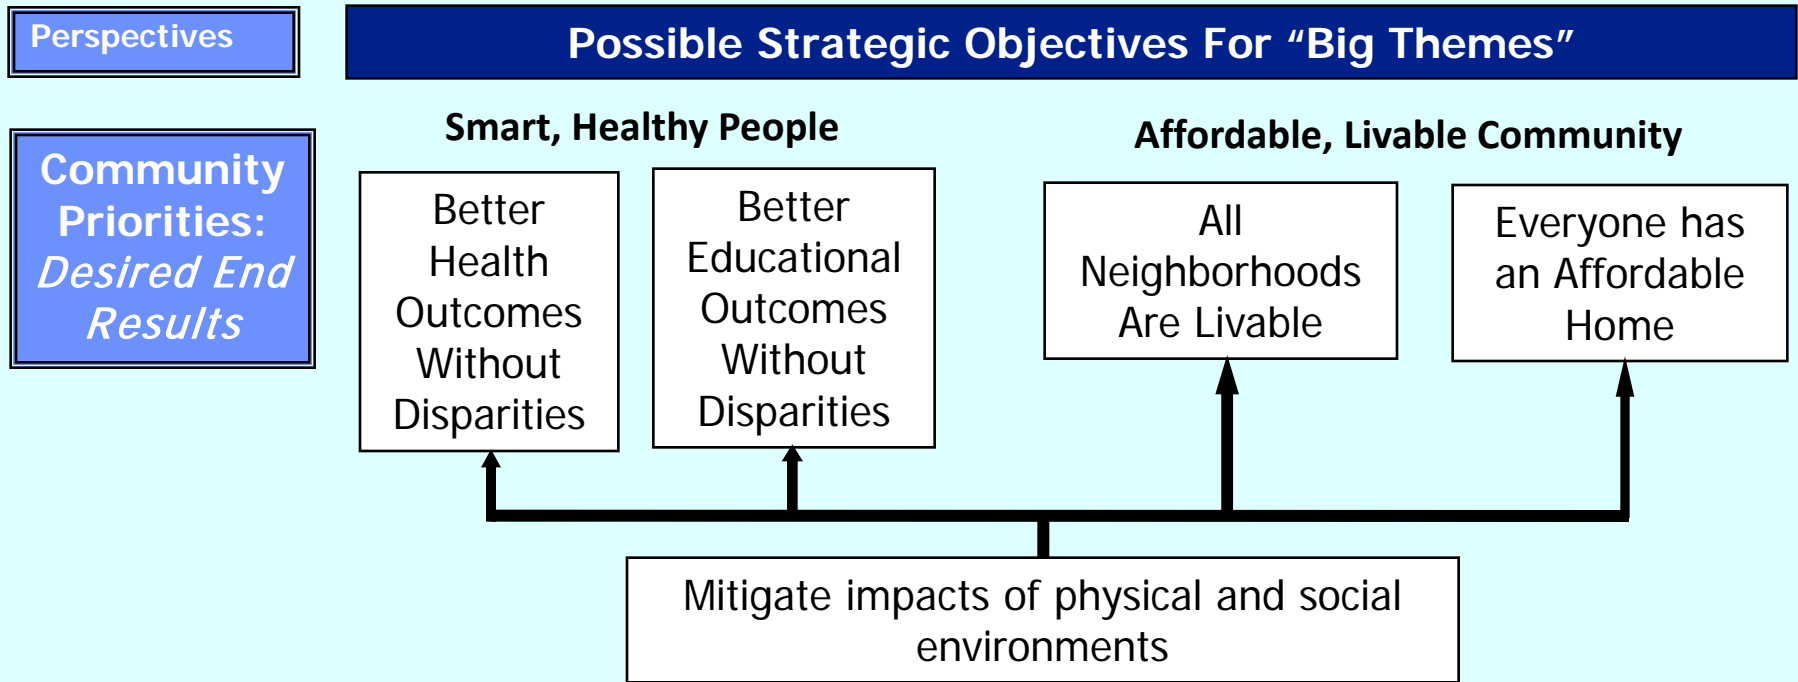 Perspectives
Possible Strategic Objectives For “Big Themes”
Community
Priorities:
Desired End
Results
Smart, Healthy People
Affordable, Livable Community
Better
Health
Outcomes
Without
Disparities
Better
Educational
Outcomes
Without
Disparities
All
Neighborhoods
Are Livable
Everyone has
an Affordable
Home
Mitigate impacts of physical and social
environments